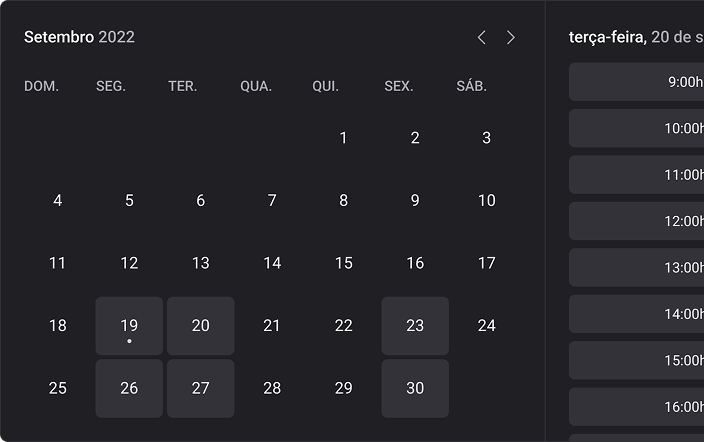 Setembro 2022
DOM. SEG. TER. QUA. QUI. SEX. SÁB.
1 2 3
4 5 6 7 8 9 10
11 12 13 14 15 16 17
18 19 20 21 22 23 24
25 26 27 28 29 30
terça-feira, 20 de s
9:00h
10:00h
11:00h
12:00h
13:00h
14:00h
15:00h
16:00h